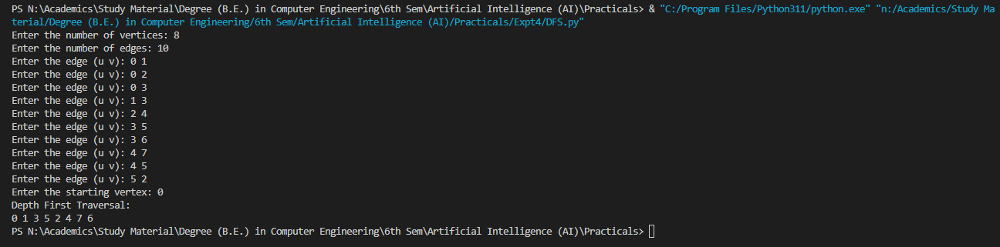 PS N:\Academics\Study Material\Degree (B.E.) in Computer Engineering\6th Sem\Artificial Intelligence (AI)\Practicals> & "C:/Program Files/Python311/python.exe" "n:/Academics/Study Ma
terial/Degree (B.E.) in Computer Engineering/6th Sem/Artificial Intelligence (AI)/Practicals/Expt4/DFS.py"
Enter the number of vertices: 8
Enter the number of edges: 10
Enter the edge (u v): 0 1
Enter the edge (u v): 0 2
Enter the edge (u v): 0 3
Enter the edge (u v): 1 3
Enter the edge (u v): 2 4
Enter the edge (u v): 3 5
Enter the edge (u v): 3 6
Enter the edge (u v): 4 7
Enter the edge (u v): 4 5
Enter the edge (u v): 5 2
Enter the starting vertex: 0
Depth First Traversal:
0 1 3 5 2 4 7 6
PS N:\Academics\Study Material\Degree (B.E.) in Computer Engineering\6th Sem\Artificial Intelligence (AI)\Practicals>